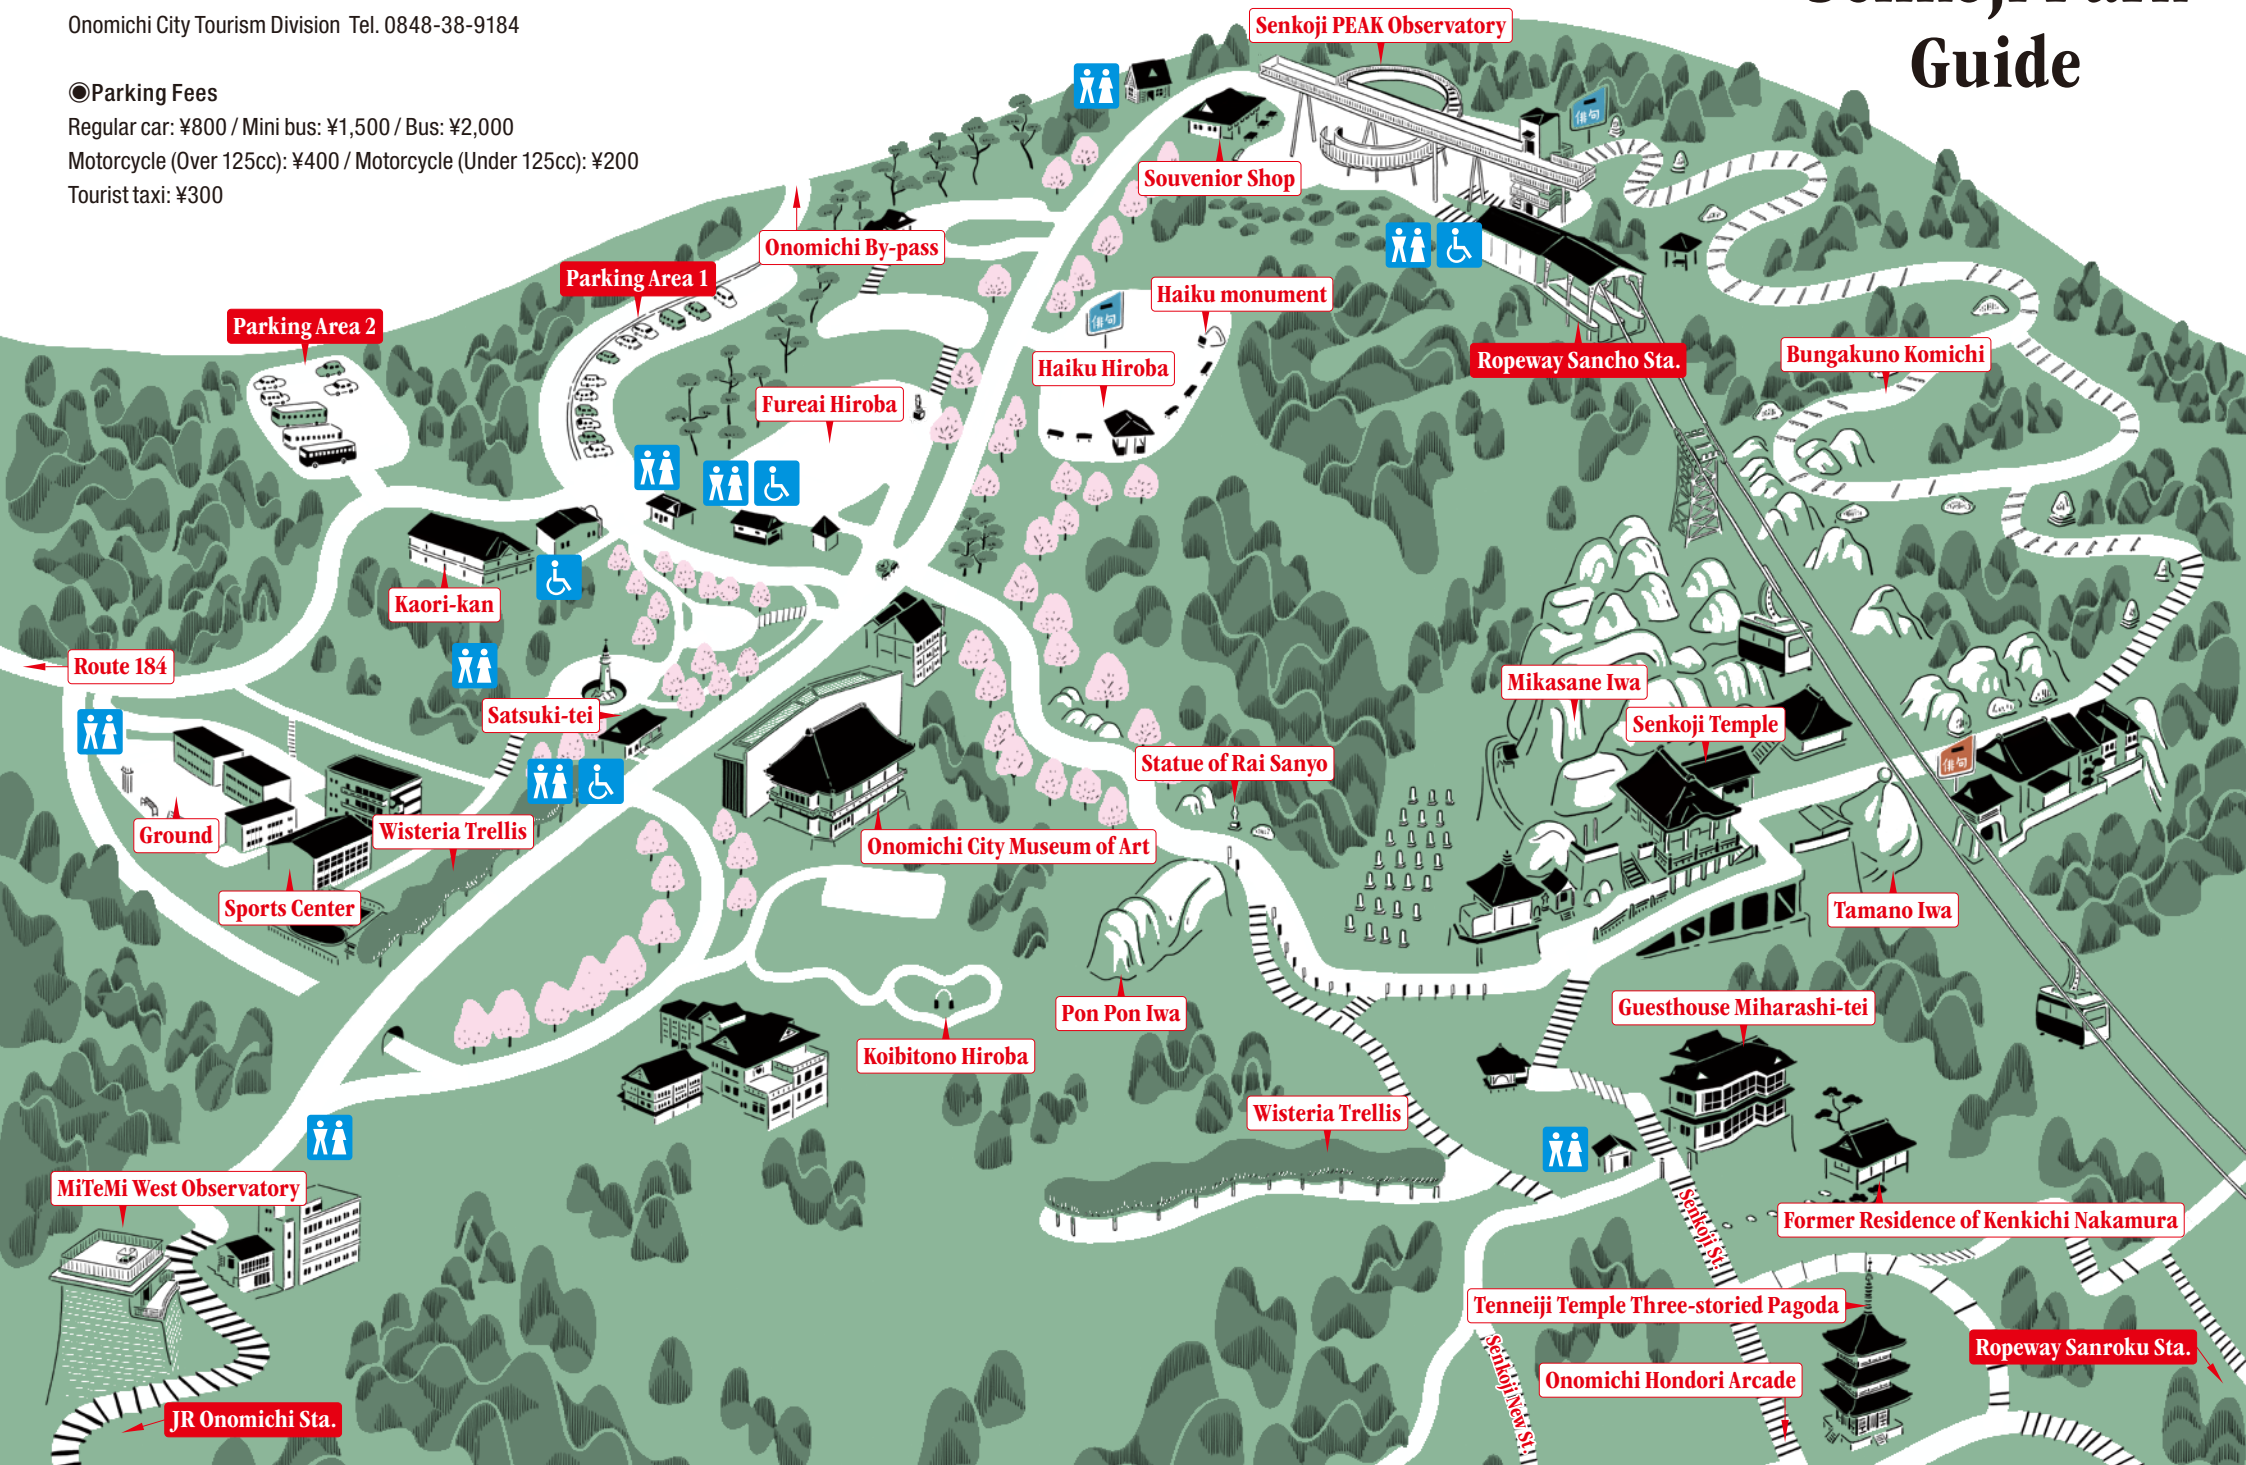 Onomichi City Tourism Division Tel. 0848-38-9184
◉Parking Fees
Regular car: ¥800 / Mini bus: ¥1,500 / Bus: ¥2,000
Motorcycle (Over 125cc): ¥400 / Motorcycle (Under 125cc): ¥200
Tourist taxi: ¥300
Guide
Senkoji PEAK Observatory
俳句
Souvenior Shop
Onomichi By-pass
Parking Area 1
Parking Area 2
Haiku monument
俳句
Haiku Hiroba
Ropeway Sancho Sta.
Bungakuno Komichi
Fureai Hiroba
Kaori-kan
Route 184
Satsuki-tei
Mikasane Iwa
Senkoji Temple
俳句
Statue of Rai Sanyo
Ground
Wisteria Trellis
Onomichi City Museum of Art
Sports Center
Tamano Iwa
Pon Pon Iwa
Guesthouse Miharashi-tei
Koibitono Hiroba
Wisteria Trellis
MiTeMi West Observatory
Senkoji St.
Former Residence of Kenkichi Nakamura
Tenneiji Temple Three-storied Pagoda
Ropeway Sanroku Sta.
Senkoji New St.
Onomichi Hondori Arcade
JR Onomichi Sta.